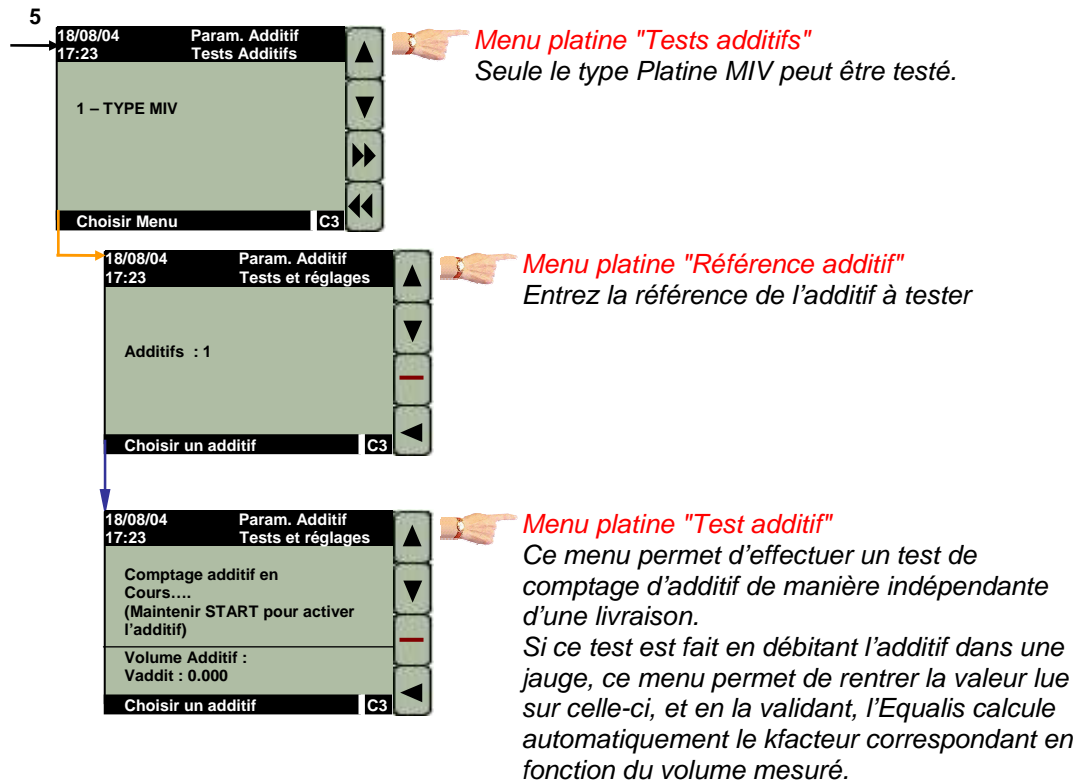 5
18/08/04 Param. Additif
17:23 Tests Additifs
1 – TYPE MIV
Choisir Menu C3
Menu platine "Tests additifs"
Seule le type Platine MIV peut être testé.
18/08/04 Param. Additif
17:23 Tests et réglages
Additifs : 1
Choisir un additif C3
Menu platine "Référence additif"
Entrez la référence de l’additif à tester
18/08/04 Param. Additif
17:23 Tests et réglages
Comptage additif en
Cours….
(Maintenir START pour activer
l’additif)
Volume Additif :
Vaddit : 0.000
Choisir un additif C3
Menu platine "Test additif"
Ce menu permet d’effectuer un test de
comptage d’additif de manière indépendante
d’une livraison.
Si ce test est fait en débitant l’additif dans une
jauge, ce menu permet de rentrer la valeur lue
sur celle-ci, et en la validant, l’Equalis calcule
automatiquement le kfacteur correspondant en
fonction du volume mesuré.